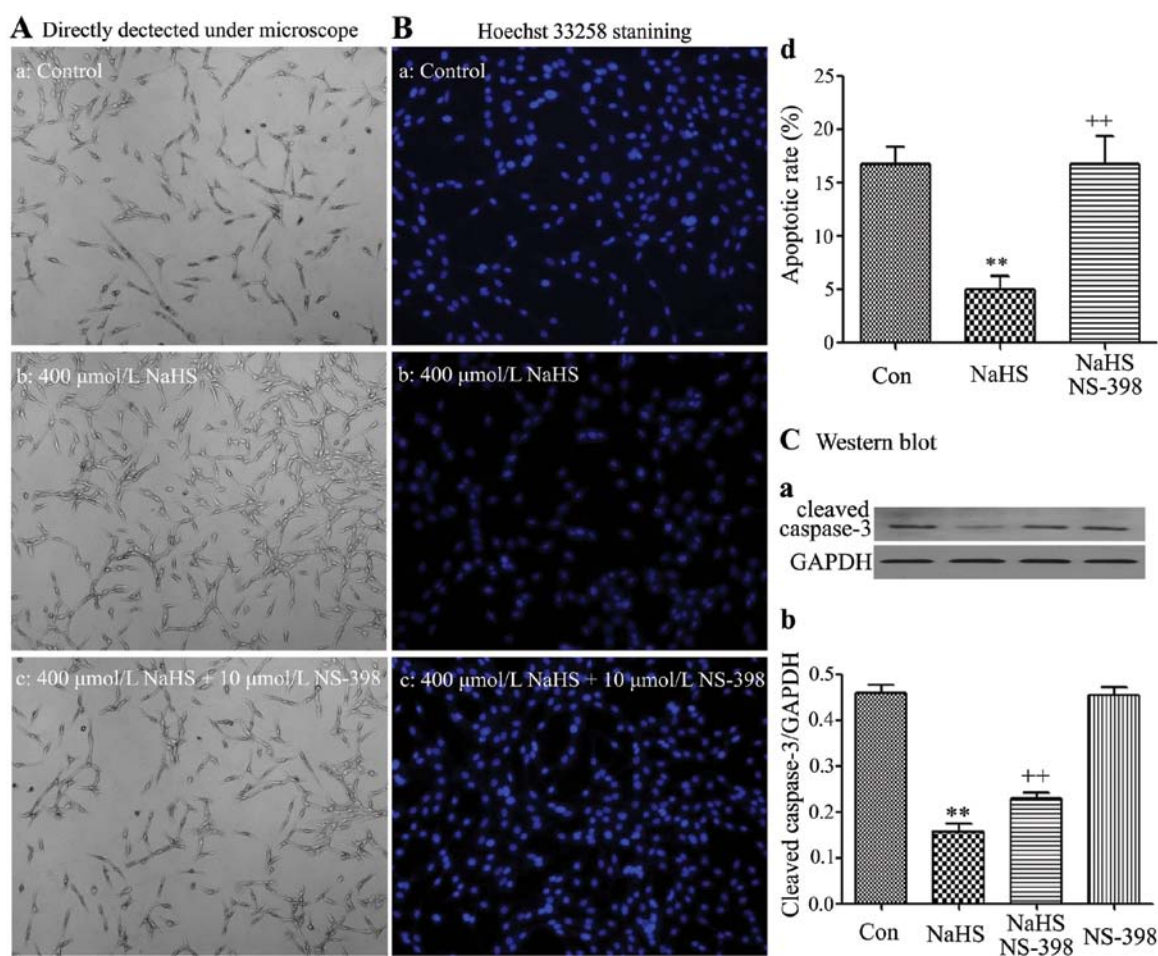 A Directly dectected under microscope
a: Control
b: 400 μmol/L NaHS
c: 400 μmol/L NaHS + 10 μmol/L NS-398
B Hoechst 33258 stanining
a: Control
b: 400 μmol/L NaHS
c: 400 μmol/L NaHS + 10 μmol/L NS-398
d
Apoptotic rate (%)
25
20
15
10
5
0
**
++
Con
NaHS
NaHS
NS-398
C Western blot
a
cleaved
caspase-3
GAPDH
b
Cleaved caspase-3/GAPDH
0.5
0.4
0.3
0.2
0.1
0.0
**
++
Con
NaHS
NaHS
NS-398
NS-398